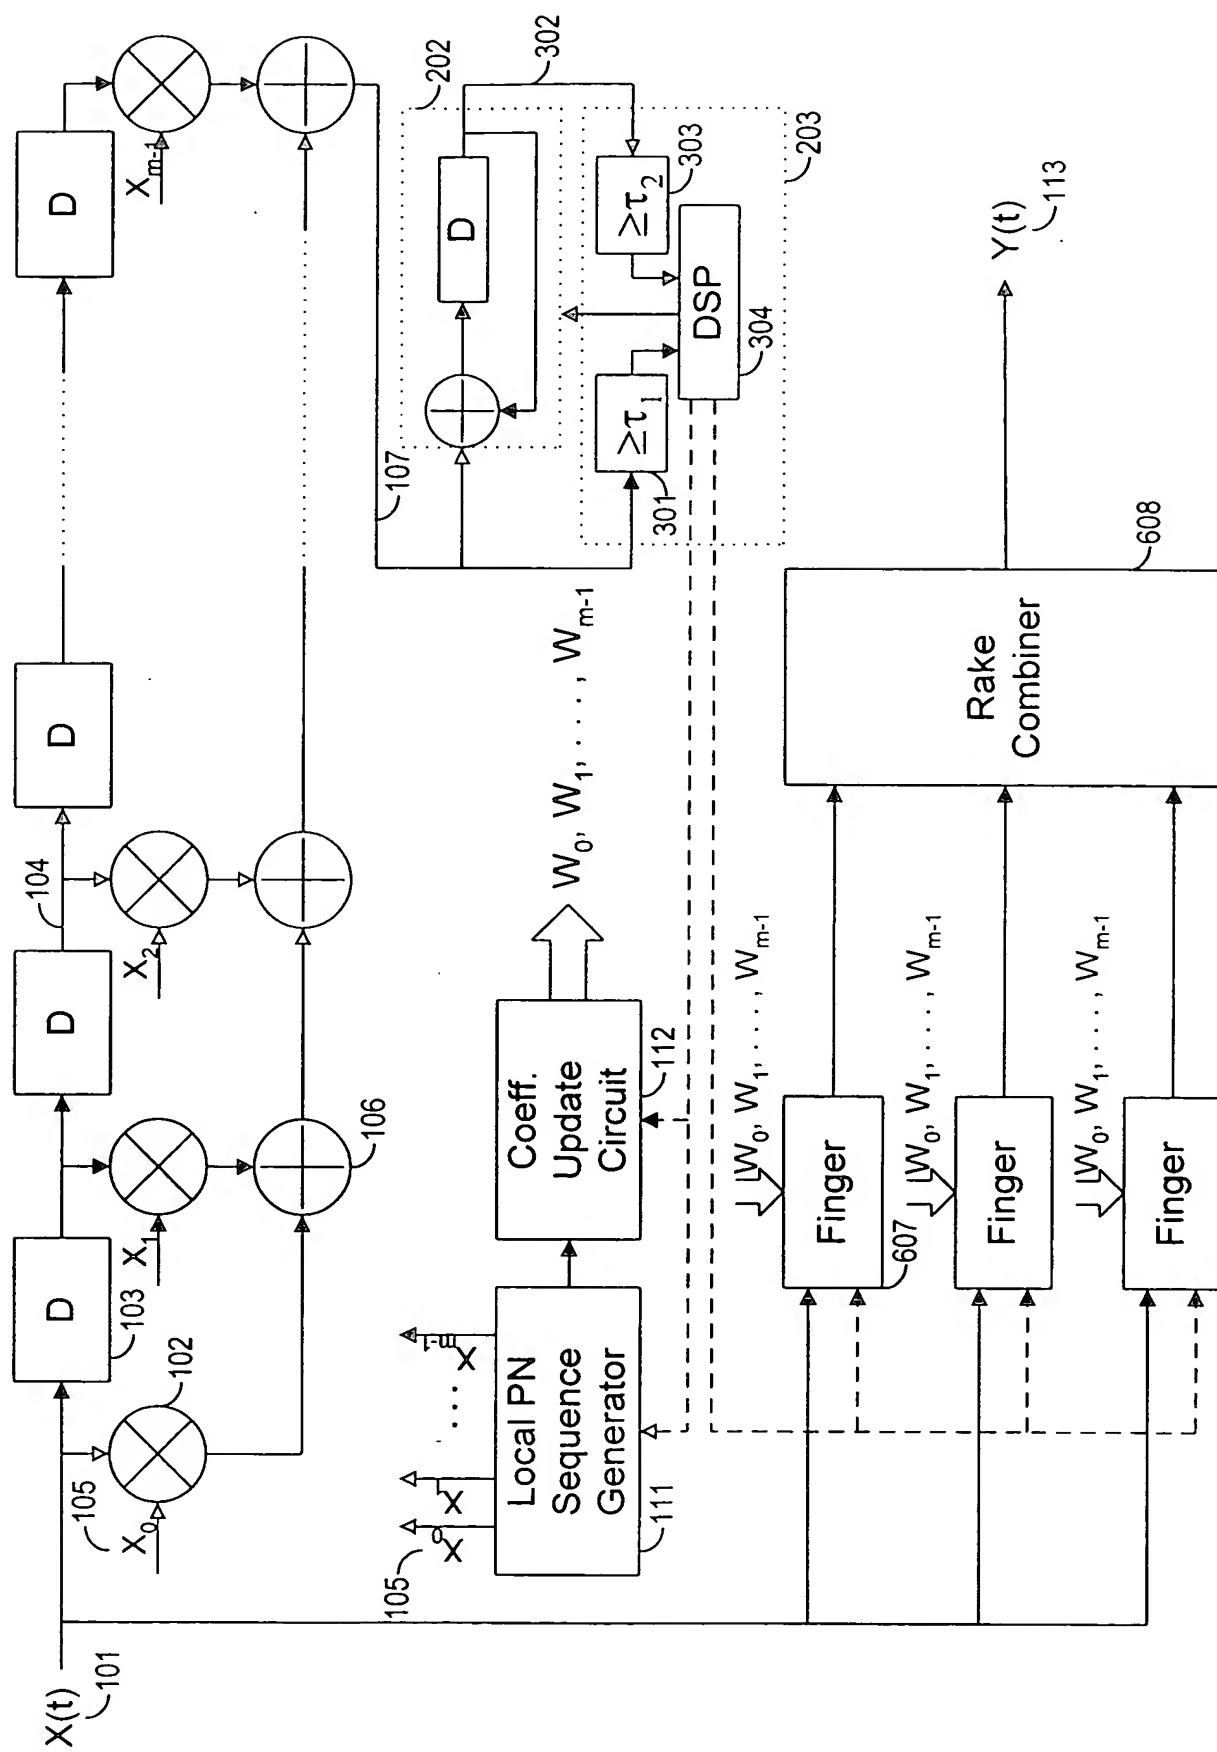 X(t)
101
105
X0
102
D
103
X1
106
D
104
X2
D
D
Xm-1
107
202
D
302
≥τ1
301
≥τ2
303
DSP
304
203
105
X0
X1
. . .
Xm-1
Local PN
Sequence
Generator
111
Coeff.
Update
Circuit
112
W0, W1, . . . , Wm-1
W0, W1, . . . , Wm-1
Finger
607
W0, W1, . . . , Wm-1
Finger
W0, W1, . . . , Wm-1
Finger
Rake
Combiner
608
Y(t)
113